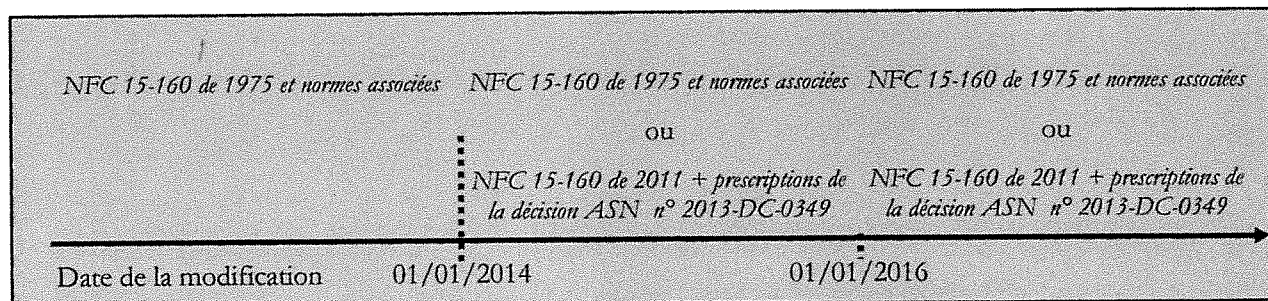 NFC 15-160 de 1975 et normes associées NFC 15-160 de 1975 et normes associées NFC 15-160 de 1975 et normes associées
ou ou
NFC 15-160 de 2011 + prescriptions de NFC 15-160 de 2011 + prescriptions de
la décision ASN n° 2013-DC-0349 la décision ASN n° 2013-DC-0349
Date de la modification 01/01/2014 01/01/2016